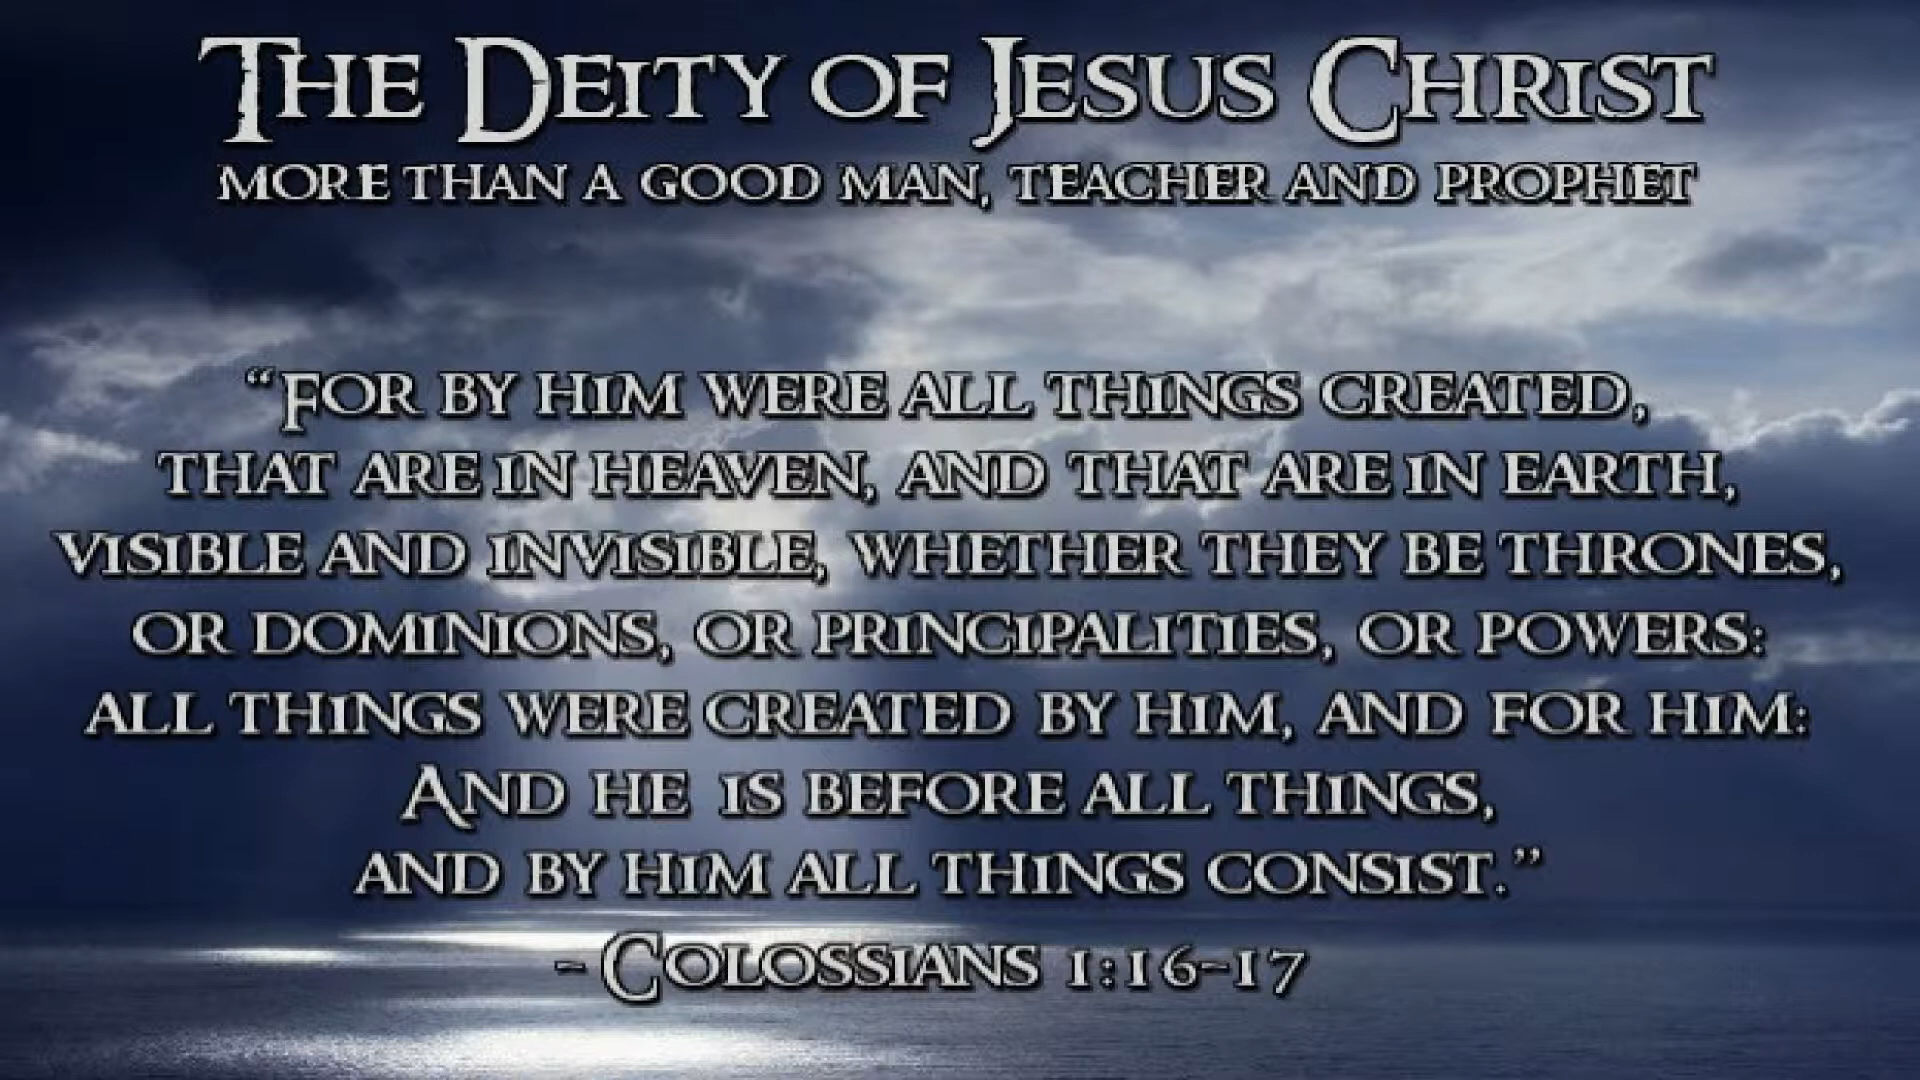 The Deity of Jesus Christ
more than a good man, teacher and prophet
“For by him were all things created,
that are in heaven, and that are in earth,
visible and invisible, whether they be thrones,
or dominions, or principalities, or powers:
all things were created by him, and for him:
And he is before all things,
and by him all things consist.”
- Colossians 1:16-17